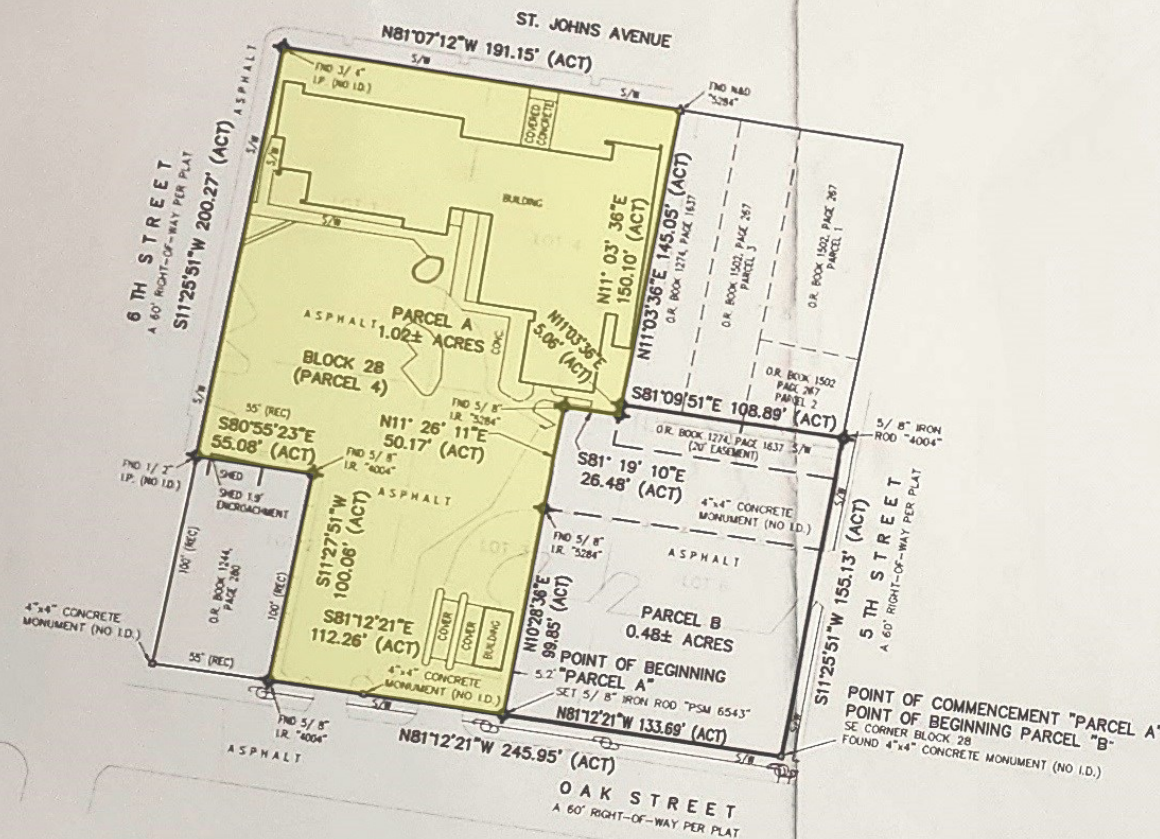 ST. JOHNS AVENUE
N81°07'12"W 191.15' (ACT)
S/W
S/W
ASPHALT
FND 3/4"
I.P. (NO I.D.)
FND N&D
"5284"
COVERED
CONCRETE
S/W
S/W
6 TH STREET
A 60' RIGHT-OF-WAY PER PLAT
S11°25'51"W 200.27' (ACT)
BUILDING
S/W
N11° 03' 36"E
150.10' (ACT)
N11°03'36"E 145.05' (ACT)
O.R. BOOK 1274, PAGE 1637
O.R. BOOK 1502, PAGE 267
PARCEL 3
O.R. BOOK 1502, PAGE 267
PARCEL 1
ASPHALT
PARCEL A
1.02± ACRES
CONC.
N11°03'36"E
5.06' (ACT)
BLOCK 28
(PARCEL 4)
O.R. BOOK 1502
PAGE 267
PARCEL 2
S/W
FND 5/8"
I.R. "5284"
S81°09'51"E 108.89' (ACT)
5/8" IRON
ROD "4004"
55' (REC)
S80°55'23"E
55.08' (ACT)
N11° 26' 11"E
50.17' (ACT)
O.R. BOOK 1274, PAGE 1637
(20' EASEMENT)
S/W
FND 1/2"
I.P. (NO I.D.)
SHED
SHED 1.9'
ENCROACHMENT
FND 5/8"
I.R. "4004"
S81° 19' 10"E
26.48' (ACT)
S/W
ASPHALT
4"x4" CONCRETE
MONUMENT (NO I.D.)
5 TH STREET
A 60' RIGHT-OF-WAY PER PLAT
S11°25'51"W 155.13' (ACT)
FND 5/8"
I.R. "5284"
ASPHALT
100' (REC)
O.R. BOOK 1244,
PAGE 280
100' (REC)
S11°27'51"W
100.06' (ACT)
N10°28'36"E
99.85' (ACT)
PARCEL B
0.48± ACRES
4"x4" CONCRETE
MONUMENT (NO I.D.)
S81°12'21"E
112.26' (ACT)
COVER
COVER
BUILDING
55' (REC)
4"x4" CONCRETE
MONUMENT (NO I.D.)
5.2'
POINT OF BEGINNING
"PARCEL A"
SET 5/8" IRON ROD "PSM 6543"
S/W
FND 5/8"
I.R. "4004"
N81°12'21"W 133.69' (ACT)
S/W
S/W
POINT OF COMMENCEMENT "PARCEL A"
POINT OF BEGINNING PARCEL "B"
SE CORNER BLOCK 28
FOUND 4"x4" CONCRETE MONUMENT (NO I.D.)
ASPHALT
N81°12'21"W 245.95' (ACT)
OAK STREET
A 60' RIGHT-OF-WAY PER PLAT